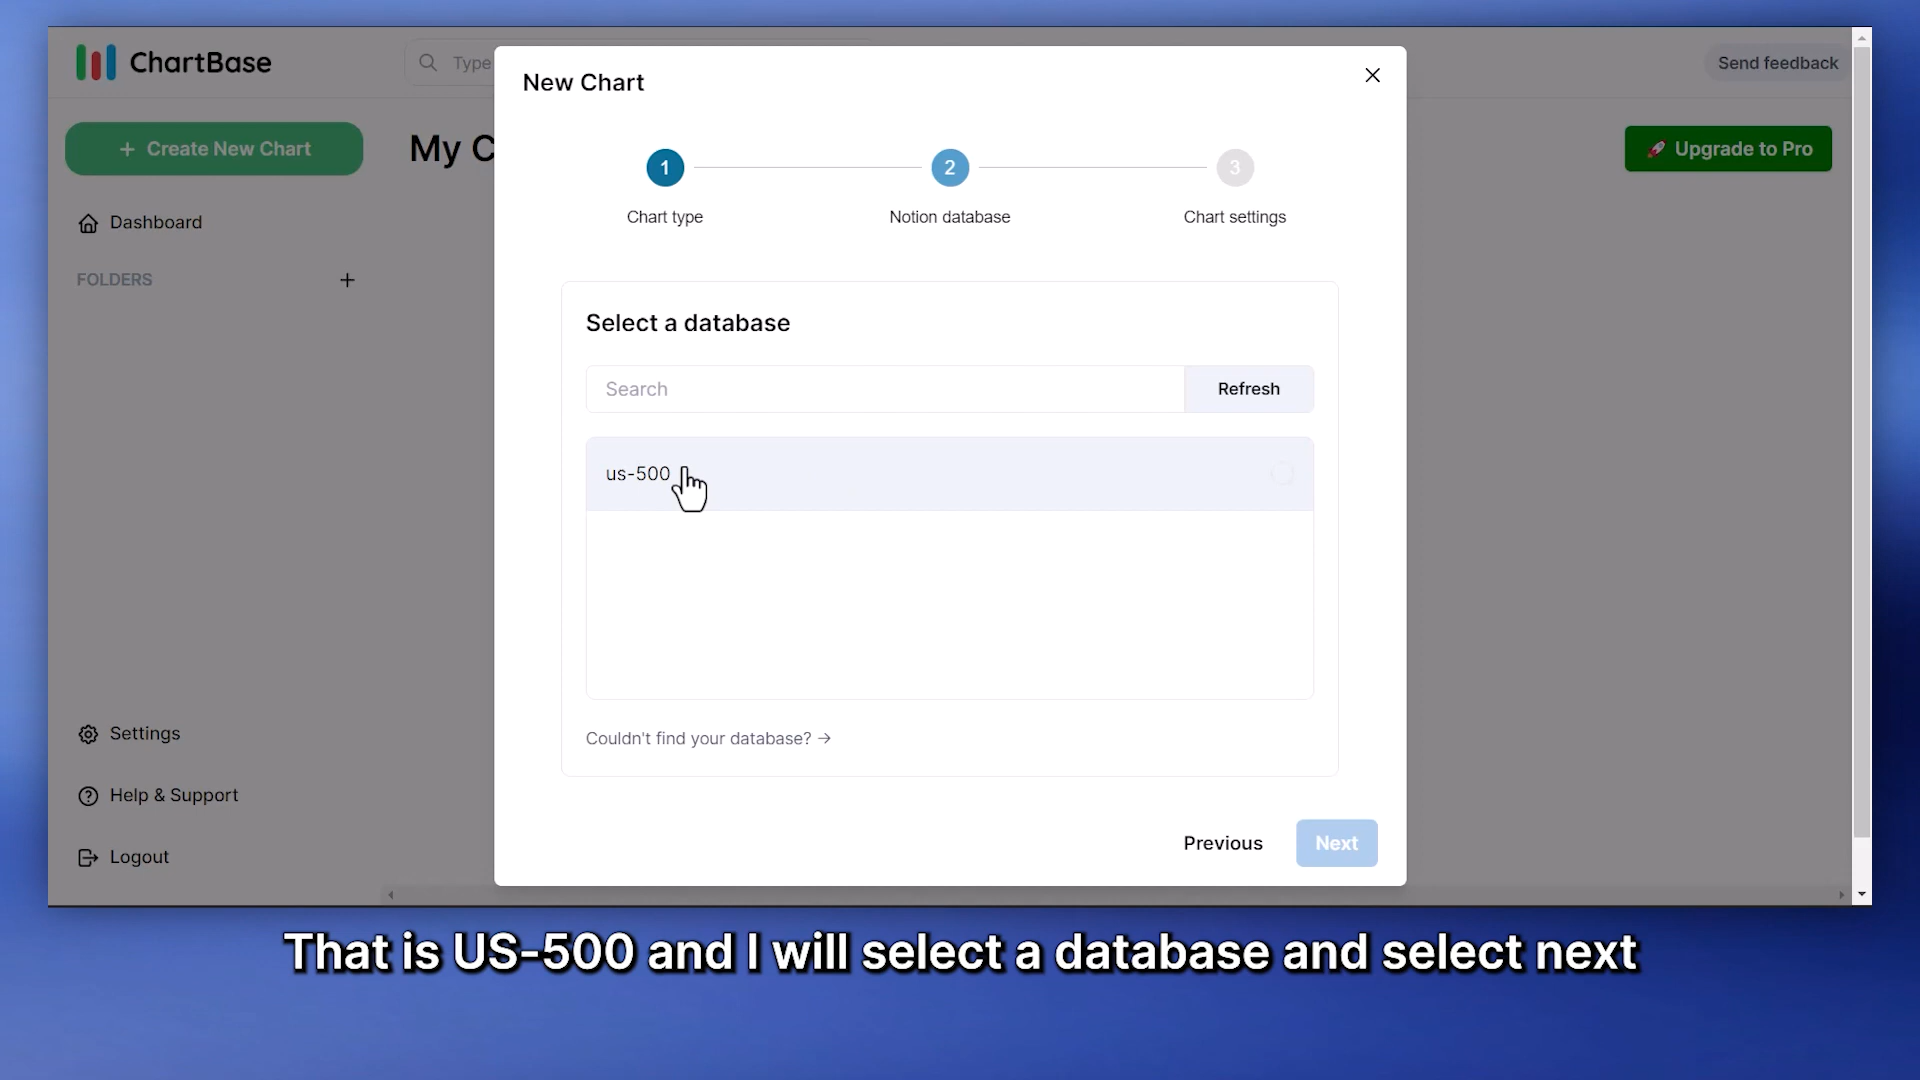 ChartBase
Type
Send feedback
New Chart
+ Create New Chart
My C
Upgrade to Pro
1
2
3
Chart type
Notion database
Chart settings
Dashboard
FOLDERS
+
Select a database
Search
Refresh
us-500
Couldn't find your database? →
Settings
Help & Support
Logout
Previous
Next
That is US-500 and I will select a database and select next